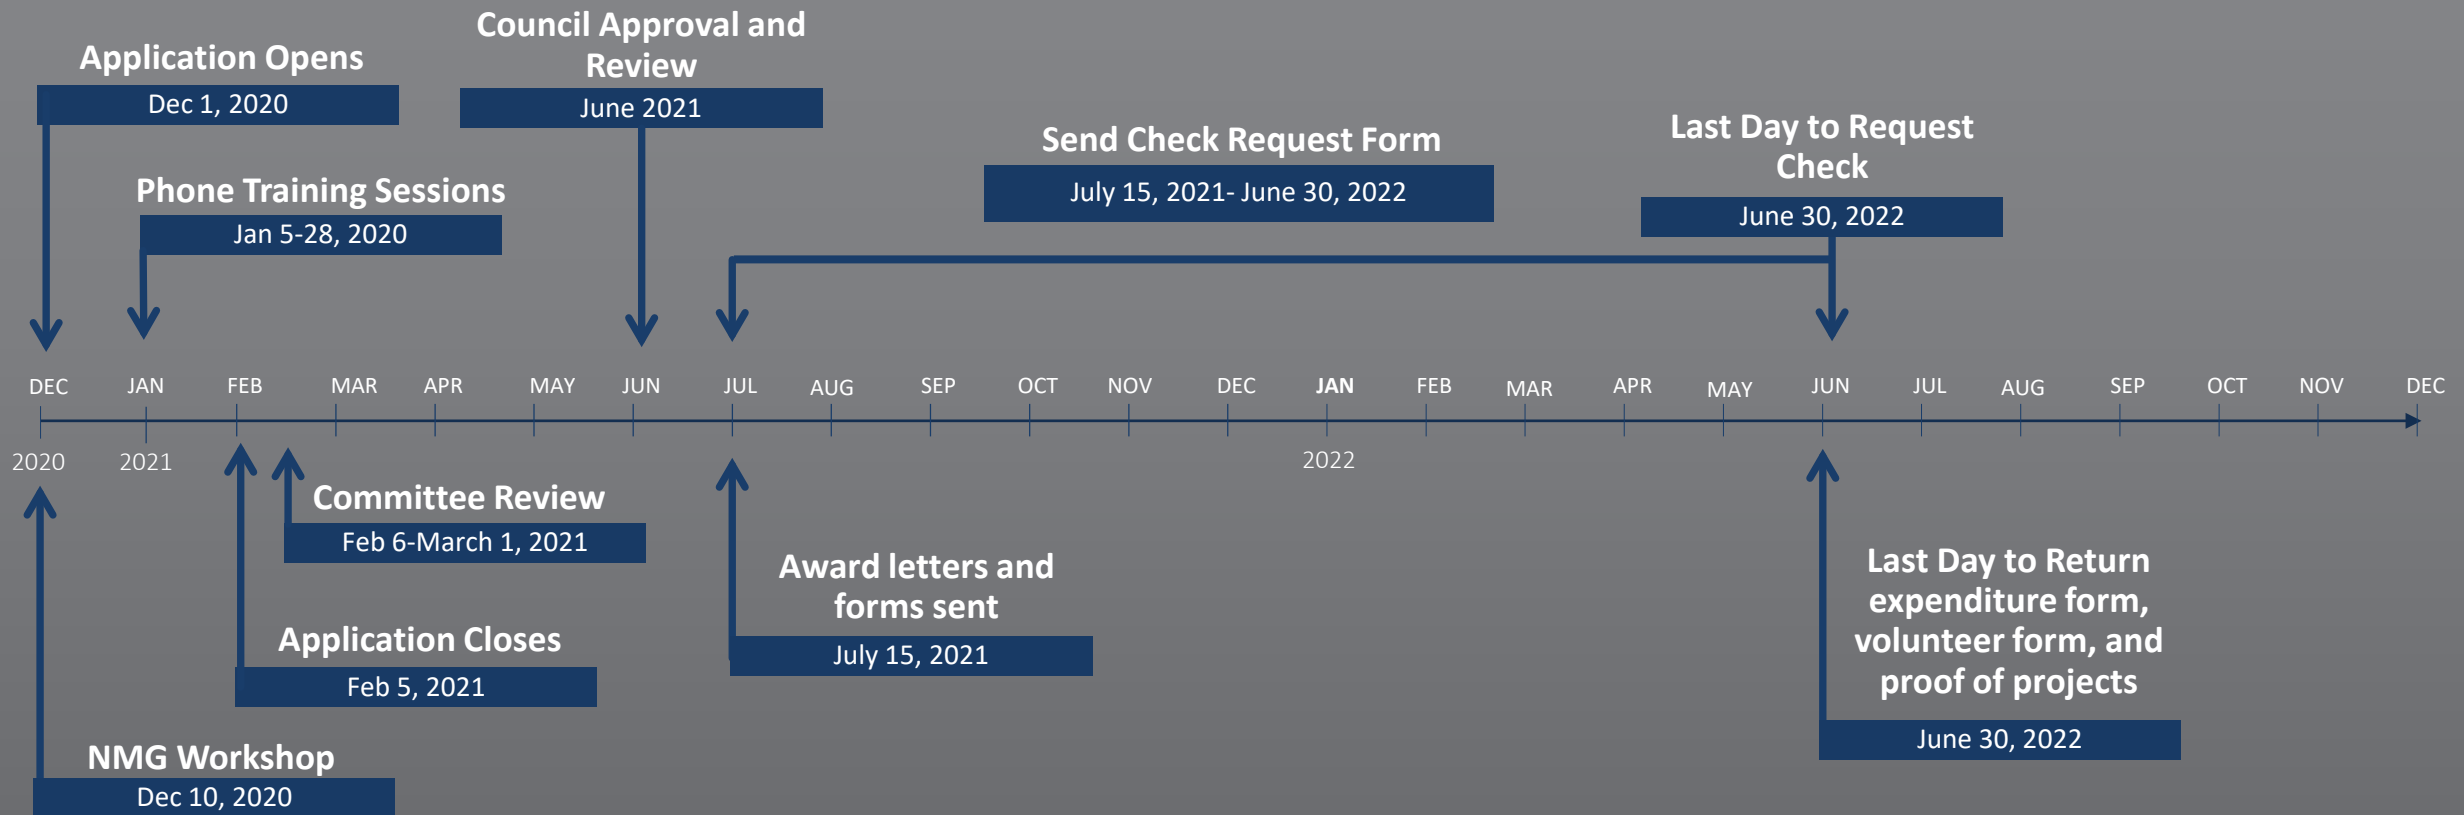 Council Approval and
Review
June 2021
Application Opens
Dec 1, 2020
Phone Training Sessions
Jan 5-28, 2020
Send Check Request Form
July 15, 2021- June 30, 2022
Last Day to Request
Check
June 30, 2022
DEC JAN FEB MAR APR MAY JUN JUL AUG SEP OCT NOV DEC JAN FEB MAR APR MAY JUN JUL AUG SEP OCT NOV DEC
2020 2021 2022
Committee Review
Feb 6-March 1, 2021
Application Closes
Feb 5, 2021
NMG Workshop
Dec 10, 2020
Award letters and
forms sent
July 15, 2021
Last Day to Return
expenditure form,
volunteer form, and
proof of projects
June 30, 2022